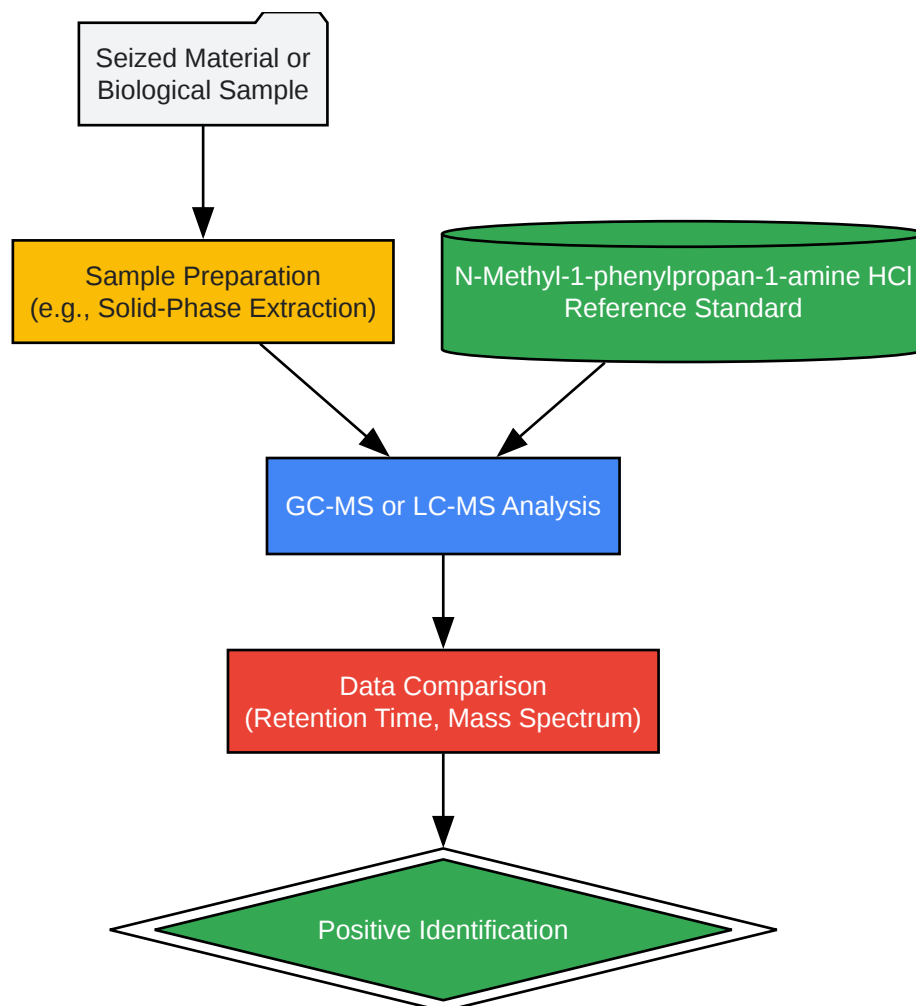 Seized Material or
Biological Sample
Sample Preparation
(e.g., Solid-Phase Extraction)
N-Methyl-1-phenylpropan-1-amine HCl
Reference Standard
GC-MS or LC-MS Analysis
Data Comparison
(Retention Time, Mass Spectrum)
Positive Identification